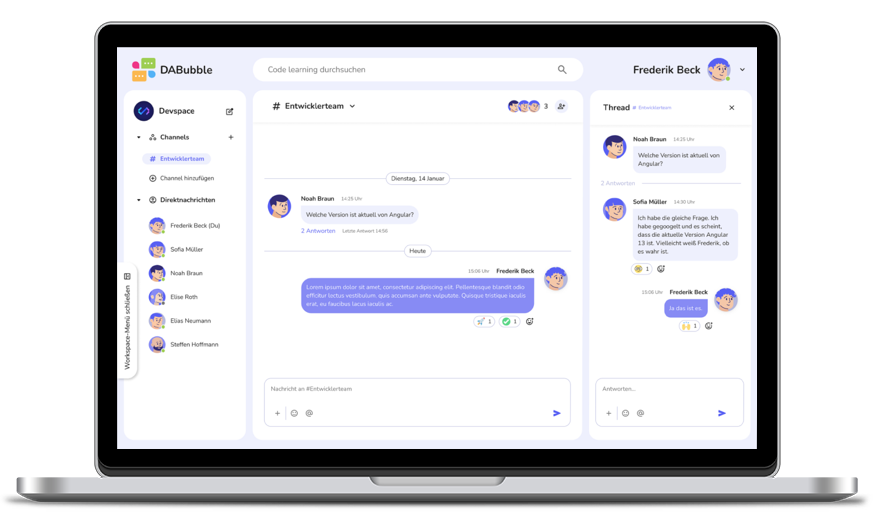 DABubble
Code learning durchsuchen
Frederik Beck
Devspace
Channels
# Entwicklerteam
Channel hinzufügen
Direktnachrichten
Frederik Beck (Du)
Sofia Müller
Noah Braun
Elise Roth
Elias Neumann
Steffen Hoffmann
Workspace-Menü schließen
# Entwicklerteam
3
Dienstag, 14 Januar
Noah Braun 14:25 Uhr
Welche Version ist aktuell von Angular?
2 Antworten Letzte Antwort 14:56
Heute
15:06 Uhr Frederik Beck
Lorem ipsum dolor sit amet, consectetur adipiscing elit. Pellentesque blandit odio
efficitur lectus vestibulum, quis accumsan ante vulputate. Quisque tristique iaculis
erat, eu faucibus lacus iaculis ac.
1
1
Nachricht an #Entwicklerteam
@
Thread # Entwicklerteam
Noah Braun 14:25 Uhr
Welche Version ist aktuell von
Angular?
2 Antworten
Sofia Müller 14:30 Uhr
Ich habe die gleiche Frage. Ich
habe gegoogelt und es scheint,
dass die aktuelle Version Angular
13 ist. Vielleicht weiß Frederik, ob
es wahr ist.
1
15:06 Uhr Frederik Beck
Ja das ist es.
1
Antworten...
@